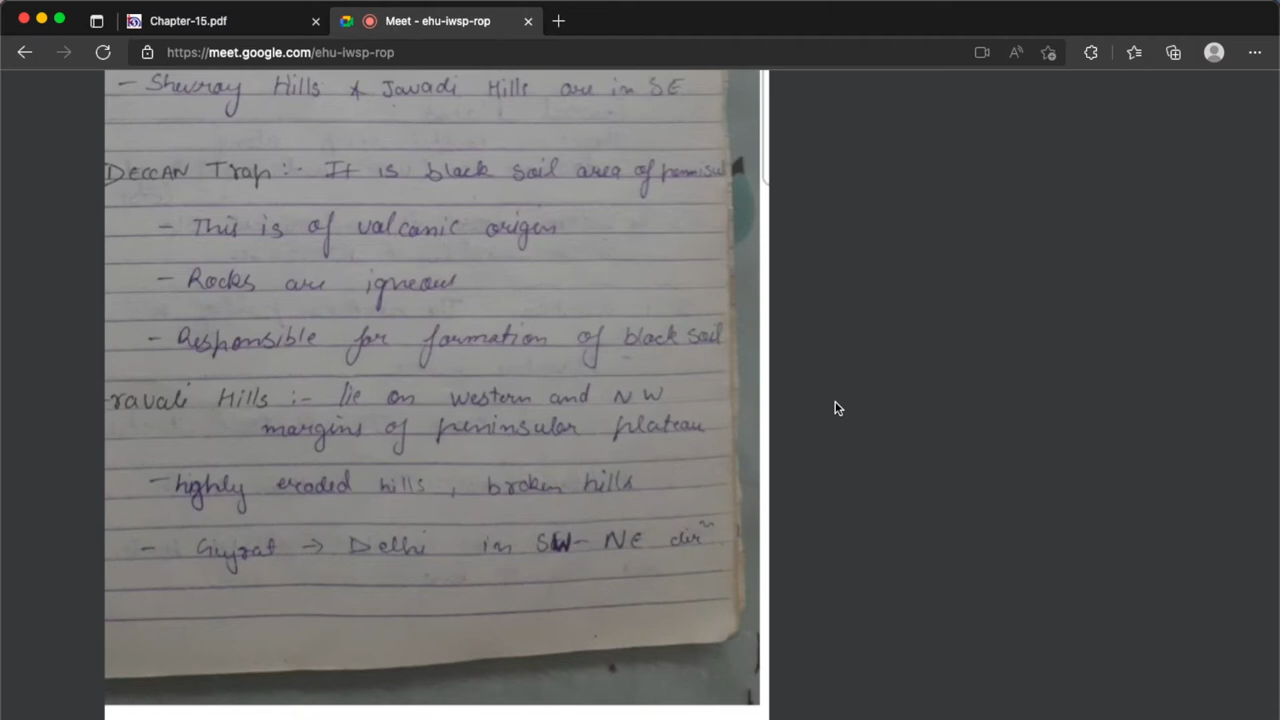 Chapter-15.pdf
Meet - ehu-iwsp-rop
https://meet.google.com/ehu-iwsp-rop
- Shevray Hills & Javadi Hills are in SE
DECCAN Trap :- It is black soil area of penninsul
- This is of valcanic origin
- Rocks are igneous
- Responsible for formation of black soil
ravali Hills :- lie on western and NW
margins of peninsular plateau
- highly eroded hills, broken hills
- Gujrat → Delhi in SW- NE dirⁿ